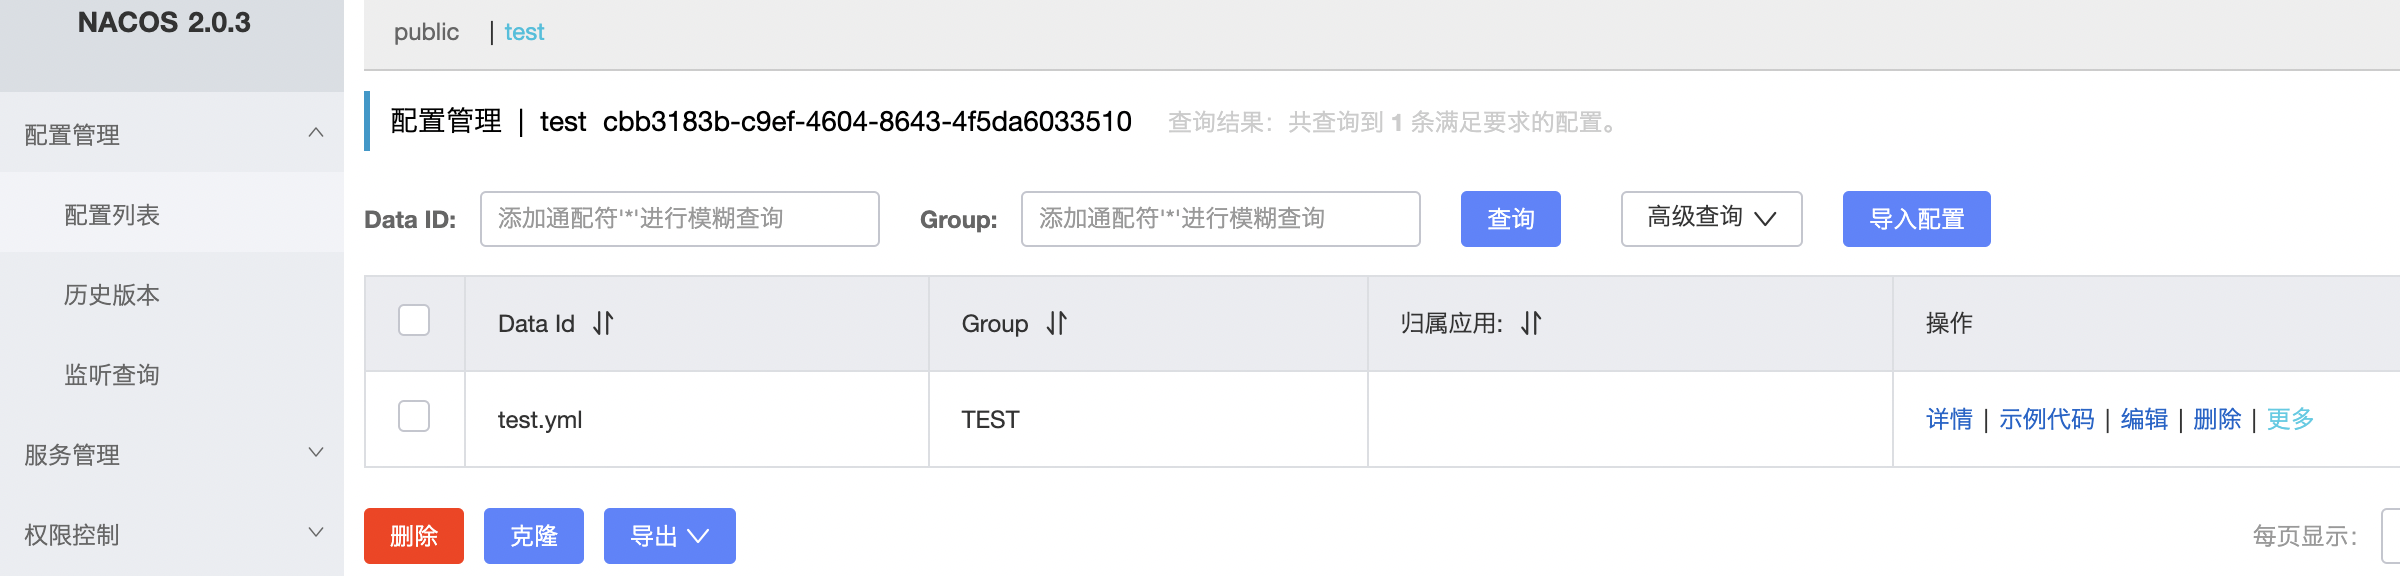 NACOS 2.0.3
配置管理
配置列表
历史版本
监听查询
服务管理
权限控制
public | test
配置管理 | test cbb3183b-c9ef-4604-8643-4f5da6033510 查询结果：共查询到 1 条满足要求的配置。
Data ID: 添加通配符'*'进行模糊查询 Group: 添加通配符'*'进行模糊查询 查询 高级查询 导入配置
Data Id Group 归属应用: 操作
test.yml TEST 详情 | 示例代码 | 编辑 | 删除 | 更多
删除 克隆 导出 每页显示: